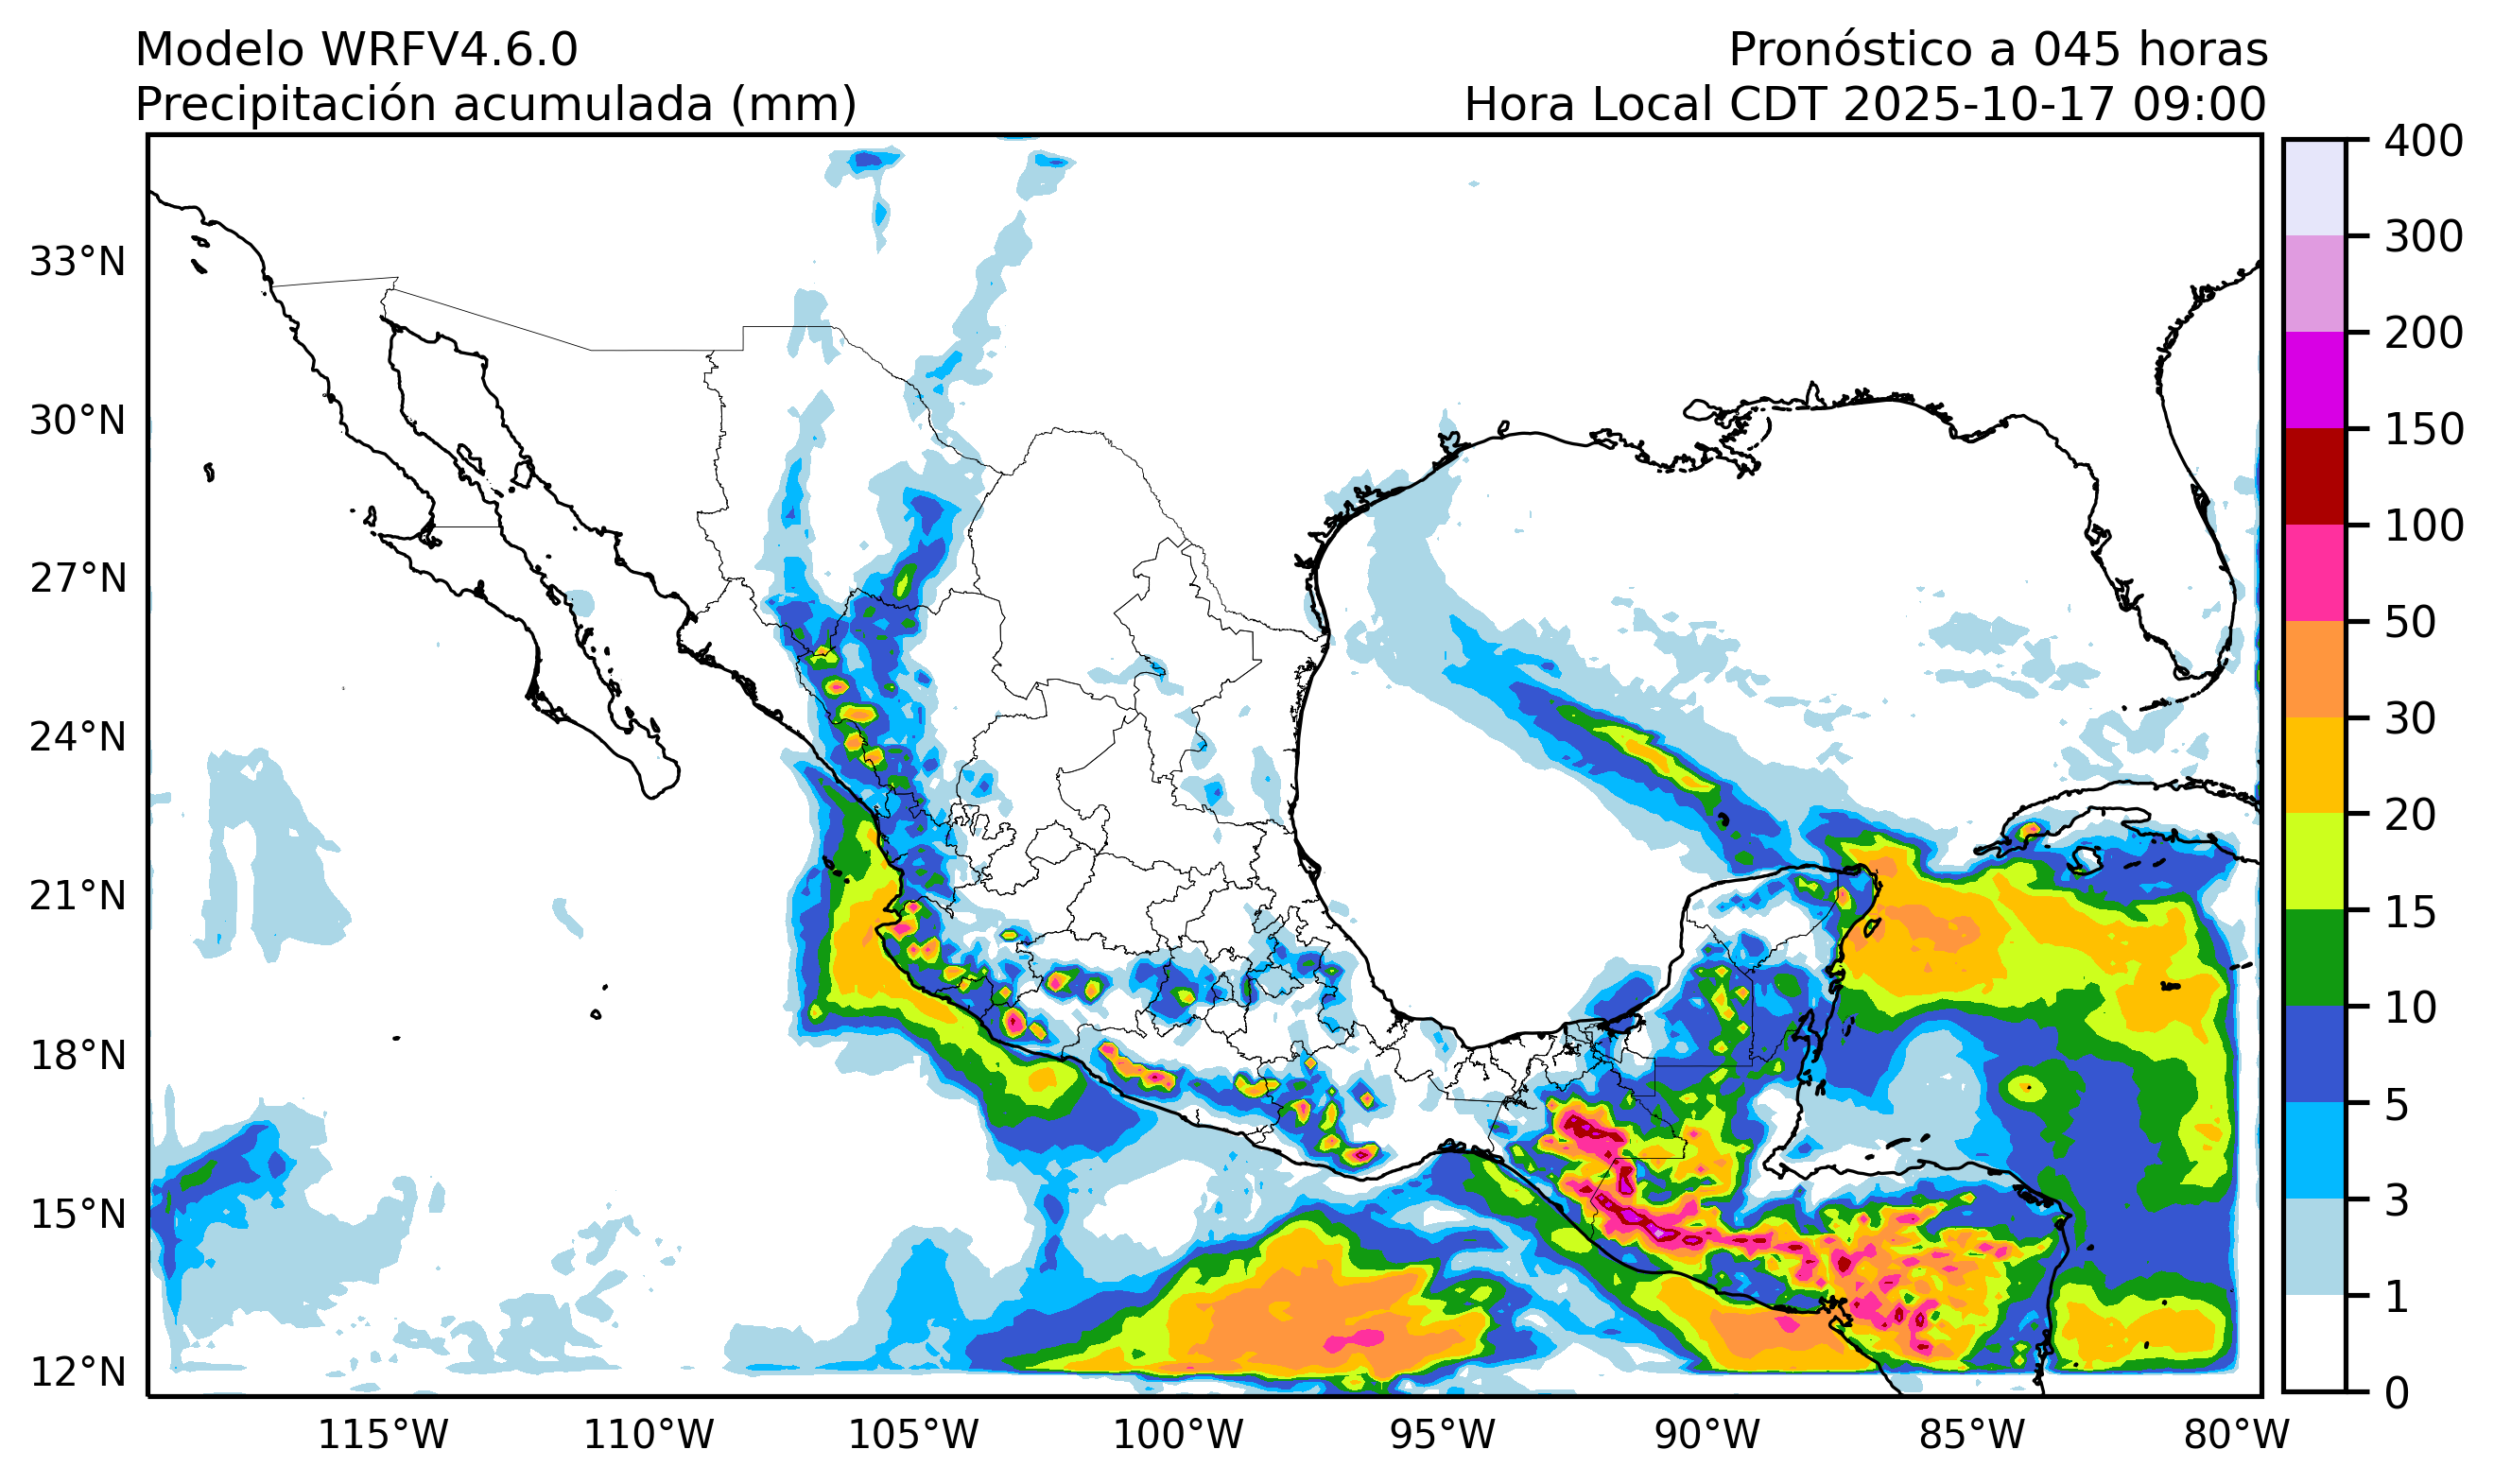 Modelo WRFV4.6.0
Pronóstico a 045 horas
Precipitación acumulada (mm)
Hora Local CDT 2025-10-17 09:00
33°N
30°N
27°N
24°N
21°N
18°N
15°N
12°N
115°W
110°W
105°W
100°W
95°W
90°W
85°W
80°W
400
300
200
150
100
50
30
20
15
10
5
3
1
0